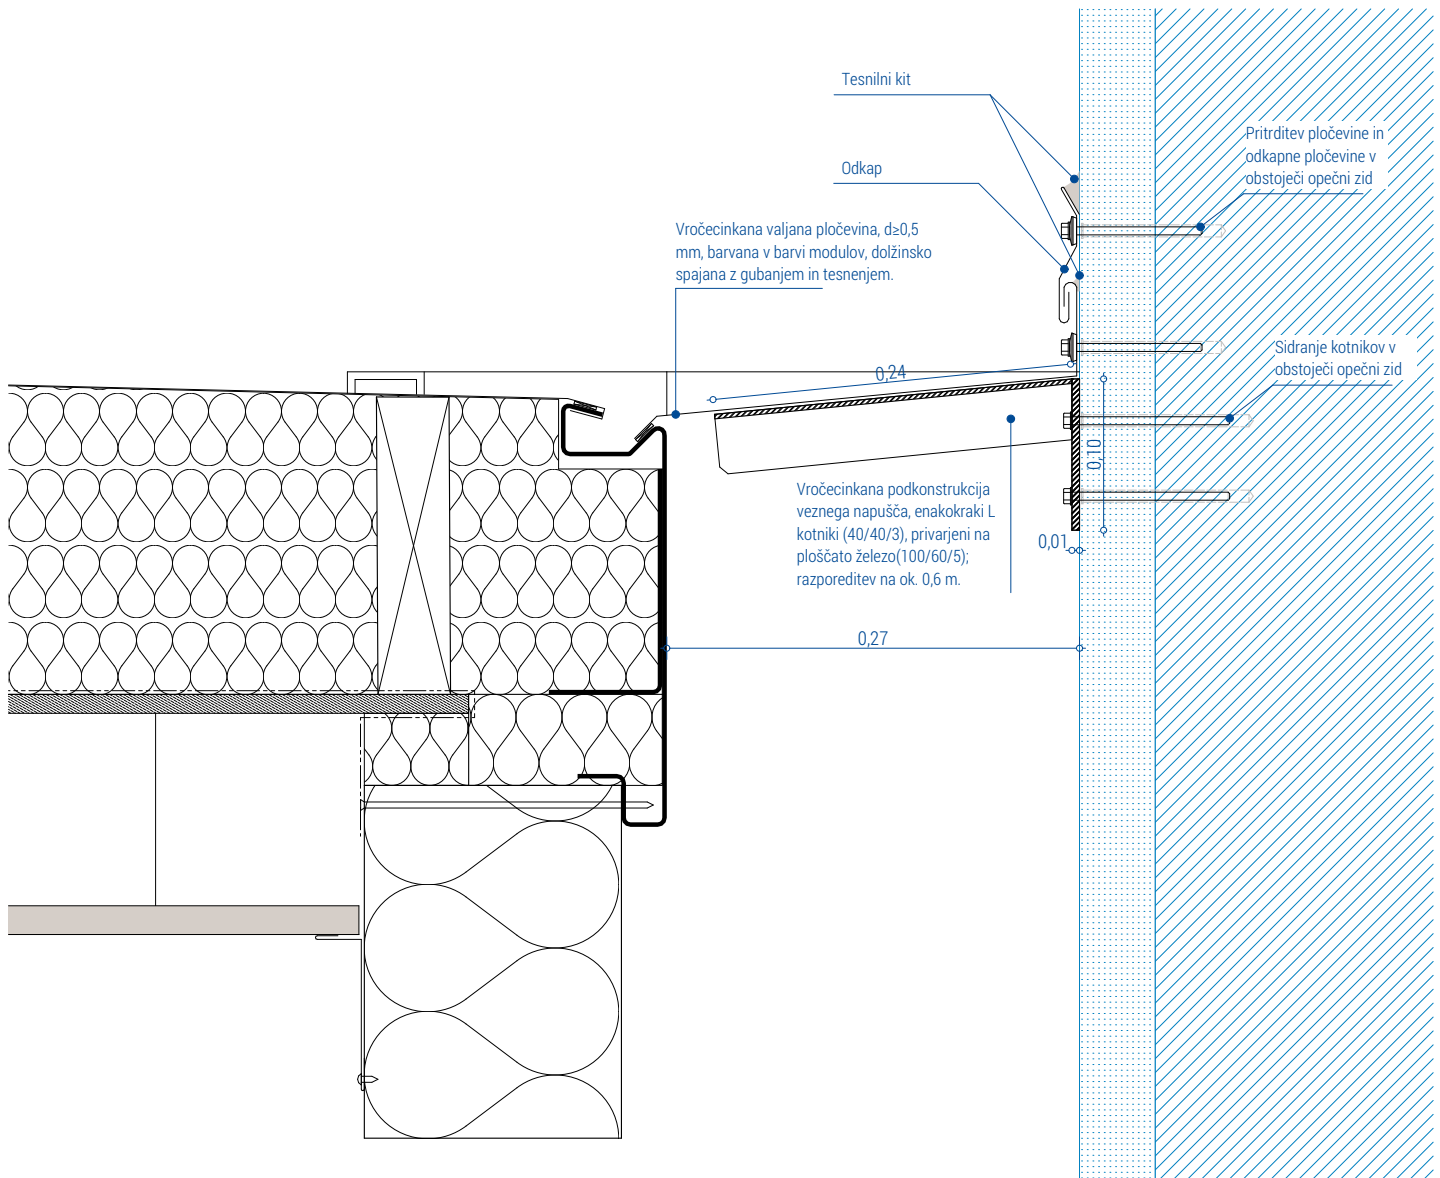 Tesnilni kit
Pritrditev pločevine in
odkapne pločevine v
obstoječi opečni zid
Odkap
Vročecinkana valjana pločevina, d≥0,5
mm, barvana v barvi modulov, dolžinsko
spajana z gubanjem in tesnenjem.
Sidranje kotnikov v
obstoječi opečni zid
0,24
0,10
Vročecinkana podkonstrukcija
veznega napušča, enakokraki L
kotniki (40/40/3), privarjeni na
ploščato železo(100/60/5);
razporeditev na ok. 0,6 m.
0,01
0,27